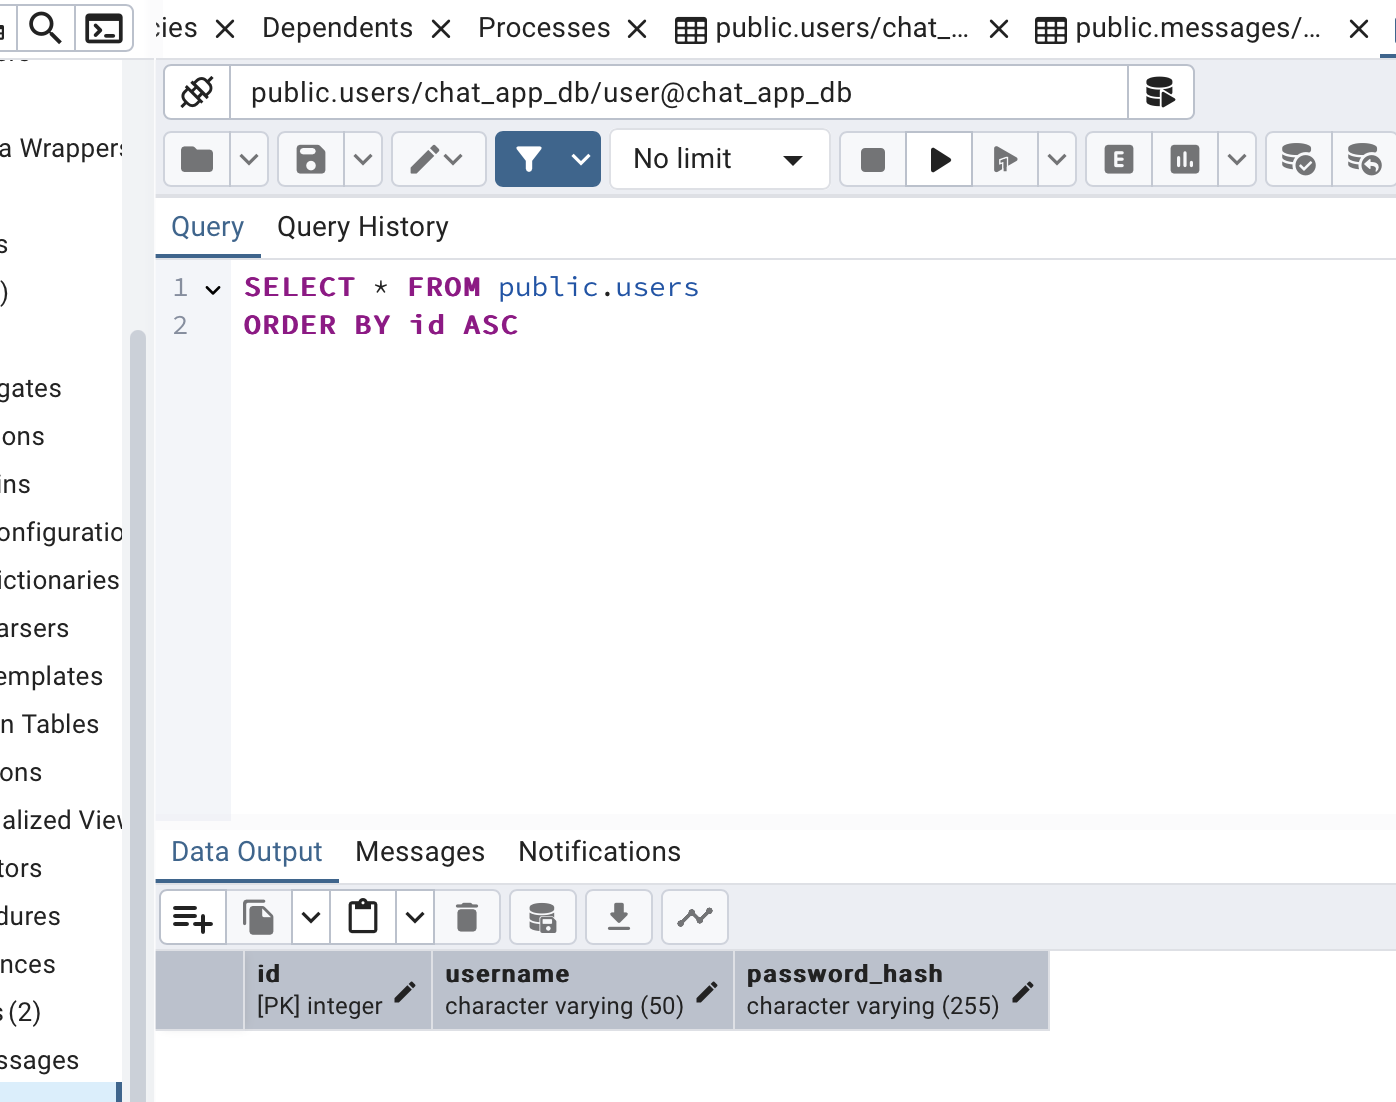 cies
Dependents
Processes
public.users/chat_...
public.messages/...
public.users/chat_app_db/user@chat_app_db
No limit
E
Query
Query History
1 SELECT * FROM public.users
2 ORDER BY id ASC
a Wrappers
s
)
gates
ons
ins
onfiguratio
ictionaries
arsers
emplates
n Tables
ons
alized View
tors
dures
nces
s (2)
ssages
Data Output
Messages
Notifications
id
[PK] integer
username
character varying (50)
password_hash
character varying (255)